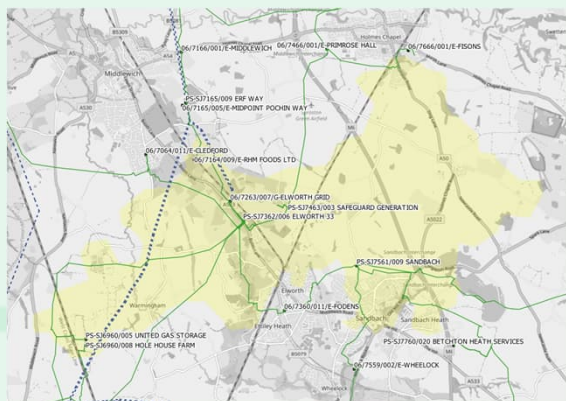 06/7166/001/E-MIDDLEWICH
06/7466/001/E-PRIMROSE HALL
Holmes Chapel
06/7666/001/E-FISONS
Middlewich
PS-SJ7165/009 ERF WAY
06/7165/005/E-MIDPOINT POCHIN WAY
M6
A50
A530
06/7064/011/E-CLEDFORD
06/7164/009/E-RHM FOODS LTD
06/7263/007/G-ELWORTH GRID
PS-SJ7463/003 SAFEGUARD GENERATION
PS-SJ7362/006 ELWORTH 33
A5022
PS-SJ7561/009 SANDBACH
Warmingham
Elworth
06/7360/011/E-FODENS
Sandbach
Sandbach Heath
Ettiley Heath
PS-SJ6960/005 UNITED GAS STORAGE
PS-SJ6960/008 HOLE HOUSE FARM
PS-SJ7760/020 BETCHTON HEATH SERVICES
M6
06/7559/002/E-WHEELOCK
A533
Wheelock